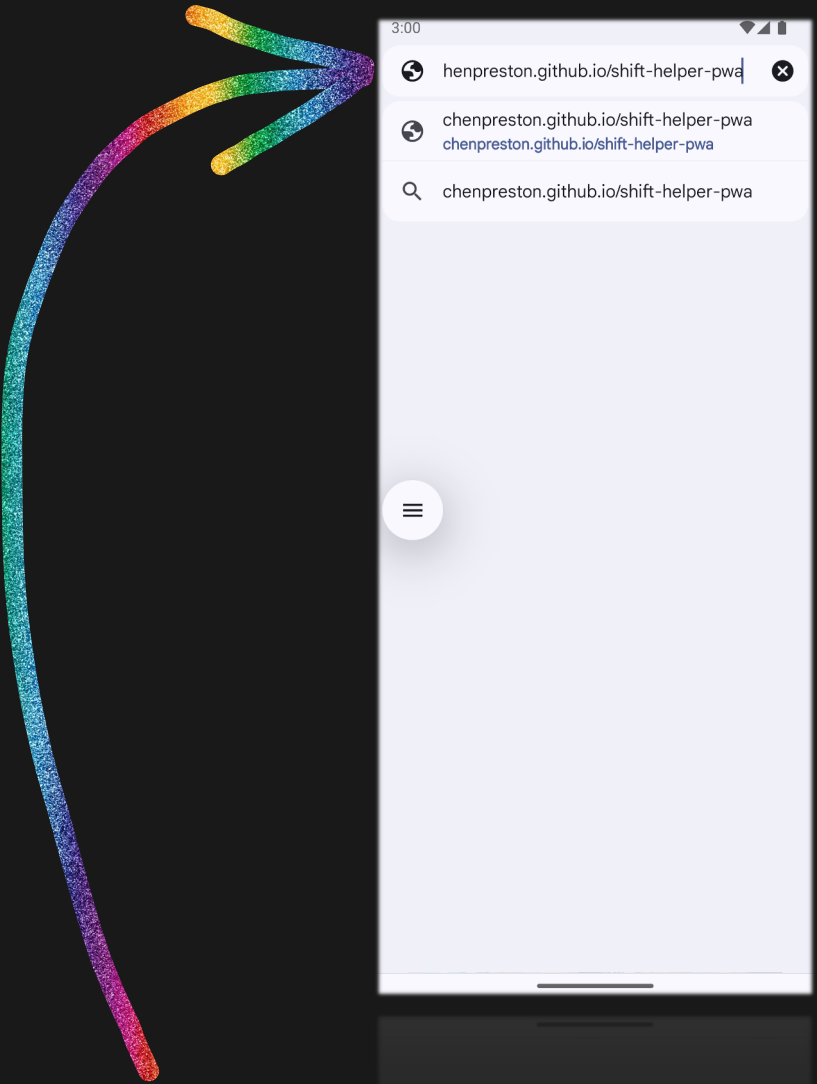 3:00
henpreston.github.io/shift-helper-pwa
chenpreston.github.io/shift-helper-pwa
chenpreston.github.io/shift-helper-pwa
chenpreston.github.io/shift-helper-pwa